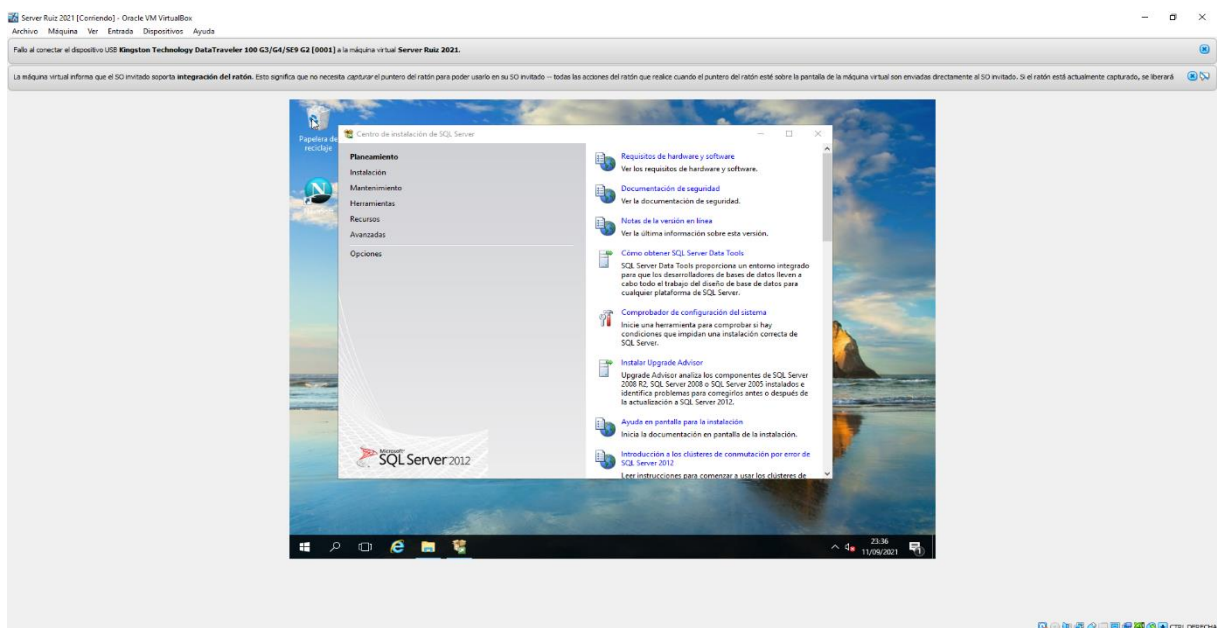 Server Ruiz 2021 [Corriendo] - Oracle VM VirtualBox
Archivo Máquina Ver Entrada Dispositivos Ayuda
Fallo al conectar el dispositivo USB Kingston Technology DataTraveler 100 G3/G4/SE9 G2 [0001] a la máquina virtual Server Ruiz 2021.
La máquina virtual informa que el SO invitado soporta integración del ratón. Esto significa que no necesita capturar el puntero del ratón para poder usarlo en su SO invitado -- todas las acciones del ratón que realice cuando el puntero del ratón esté sobre la pantalla de la máquina virtual son enviadas directamente al SO invitado. Si el ratón está actualmente capturado, se liberará
Papelera de
reciclaje
Centro de instalación de SQL Server
Planeamiento
Instalación
Mantenimiento
Herramientas
Recursos
Avanzadas
Opciones
Microsoft
SQL Server 2012
Requisitos de hardware y software
Ver los requisitos de hardware y software.
Documentación de seguridad
Ver la documentación de seguridad.
Notas de la versión en línea
Ver la última información sobre esta versión.
Cómo obtener SQL Server Data Tools
SQL Server Data Tools proporciona un entorno integrado
para que los desarrolladores de bases de datos lleven a
cabo todo el trabajo del diseño de base de datos para
cualquier plataforma de SQL Server.
Comprobador de configuración del sistema
Inicie una herramienta para comprobar si hay
condiciones que impidan una instalación correcta de
SQL Server.
Instalar Upgrade Advisor
Upgrade Advisor analiza los componentes de SQL Server
2008 R2, SQL Server 2008 o SQL Server 2005 instalados e
identifica problemas para corregirlos antes o después de
la actualización a SQL Server 2012.
Ayuda en pantalla para la instalación
Inicia la documentación en pantalla de la instalación.
Introducción a los clústeres de conmutación por error de
SQL Server 2012
Leer instrucciones para comenzar a usar los clústeres de
23:36
11/09/2021
CTRL DERECHA